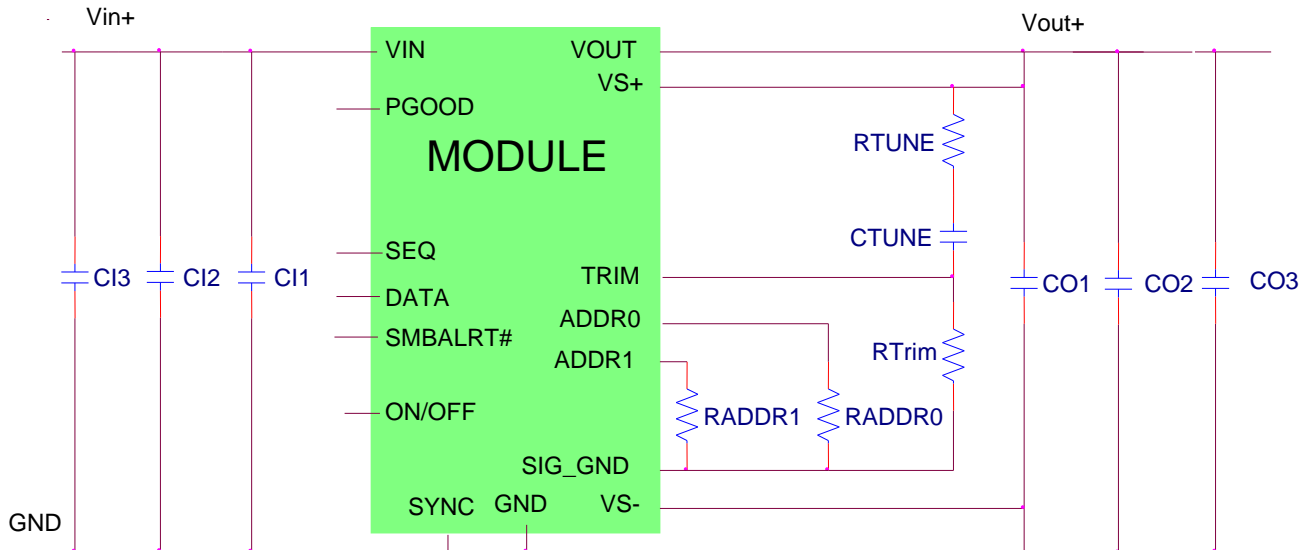 Vin+
Vout+
VIN
VOUT
VS+
PGOOD
RTUNE
MODULE
CTUNE
SEQ
TRIM
CI3
CI2
CI1
CO1
CO2
CO3
DATA
ADDR0
SMBALRT#
RTrim
ADDR1
ON/OFF
RADDR1
RADDR0
SIG_GND
SYNC
GND
VS-
GND